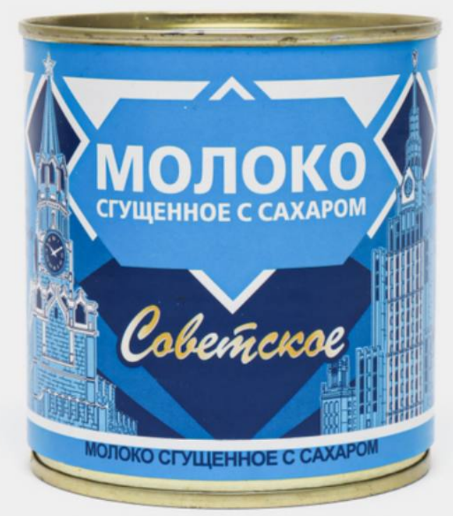 МОЛОКО
СГУЩЕННОЕ С САХАРОМ
Советское
МОЛОКО СГУЩЕННОЕ С САХАРОМ